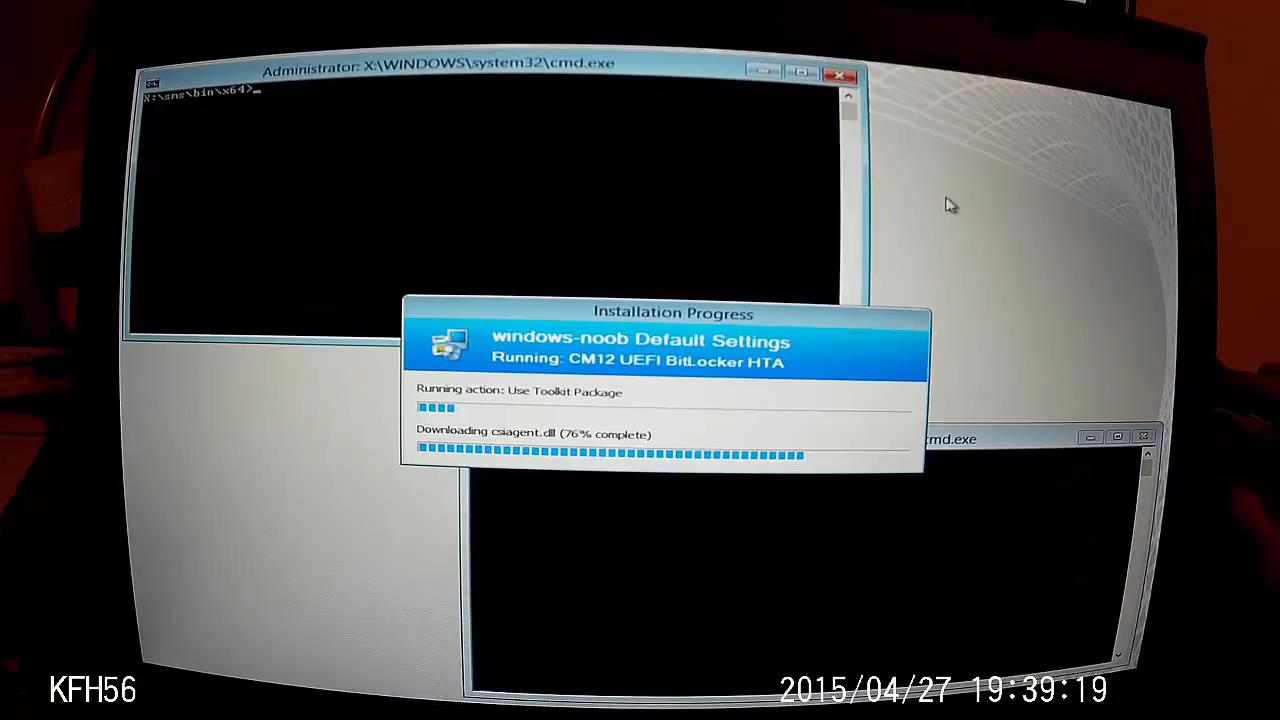 Administrator: X:\WINDOWS\system32\cmd.exe
X:\sms\bin\x64>_
Installation Progress
windows-noob Default Settings
Running: CM12 UEFI BitLocker HTA
Running action: Use Toolkit Package
Downloading csiagent.dll (76% complete)
cmd.exe
KFH56
2015/04/27 19:39:19